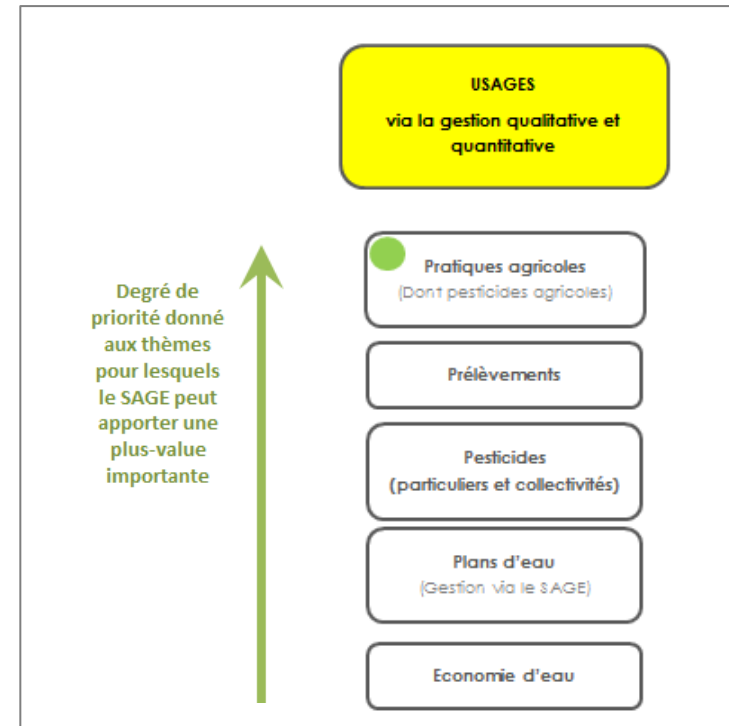 USAGES
via la gestion qualitative et
quantitative
Degré de
priorité donné
aux thèmes
pour lesquels
le SAGE peut
apporter une
plus-value
importante
Pratiques agricoles
(Dont pesticides agricoles)
Prélèvements
Pesticides
(particuliers et collectivités)
Plans d'eau
(Gestion via le SAGE)
Economie d'eau